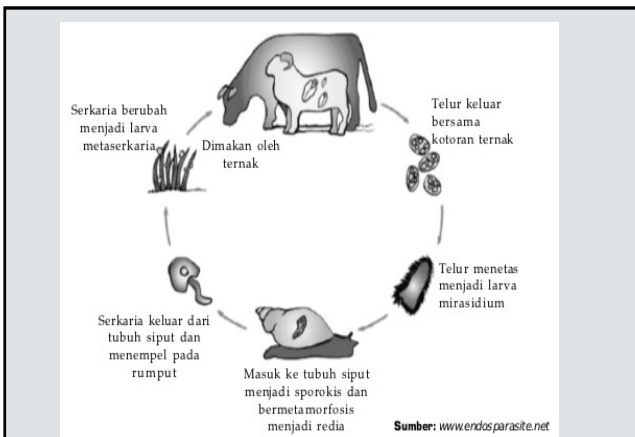 Serkaria berubah
menjadi larva
metaserkaria
Dimakan oleh
ternak
Telur keluar
bersama
kotoran ternak
Telur menetas
menjadi larva
mirasidium
Masuk ke tubuh siput
menjadi sporokis dan
bermetamorfosis
menjadi redia
Serkaria keluar dari
tubuh siput dan
menempel pada
rumput
Sumber: www.endosparasite.net